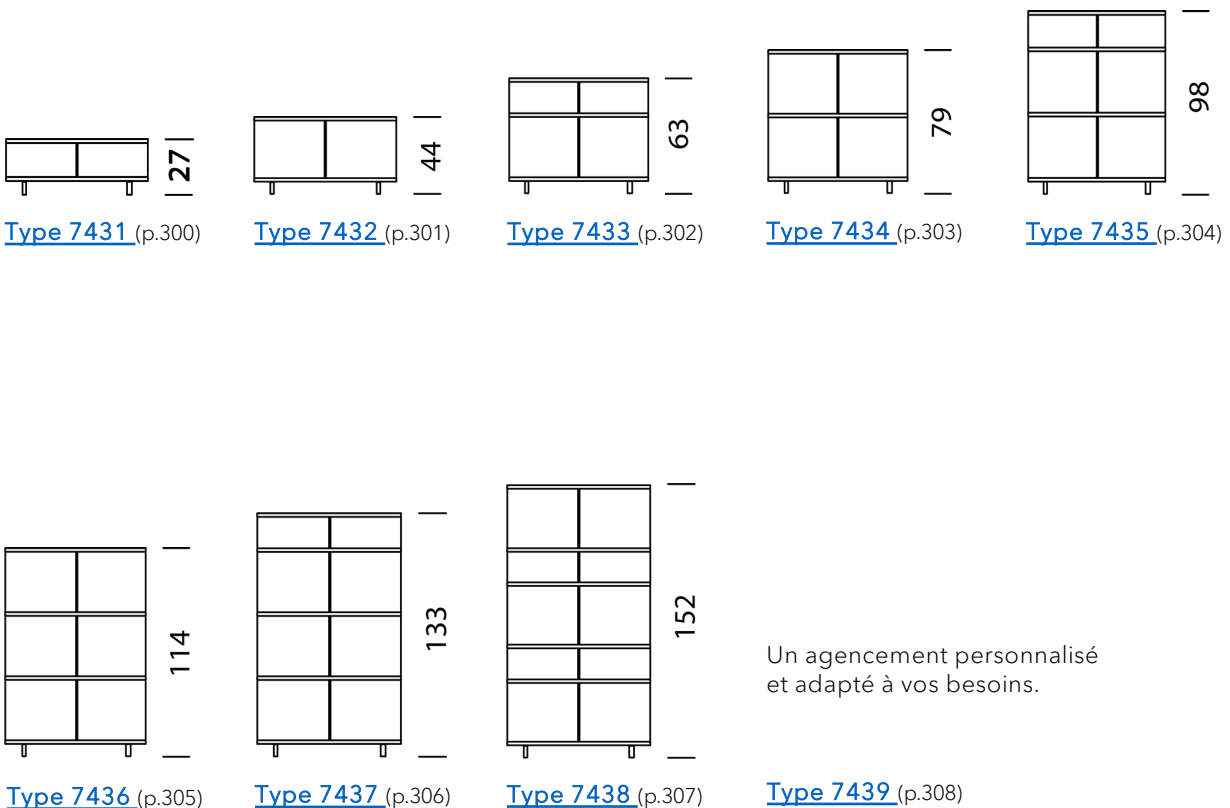 27
44
63
79
98
Type 7431 (p.300)
Type 7432 (p.301)
Type 7433 (p.302)
Type 7434 (p.303)
Type 7435 (p.304)
114
133
152
Un agencement personnalisé
et adapté à vos besoins.
Type 7436 (p.305)
Type 7437 (p.306)
Type 7438 (p.307)
Type 7439 (p.308)